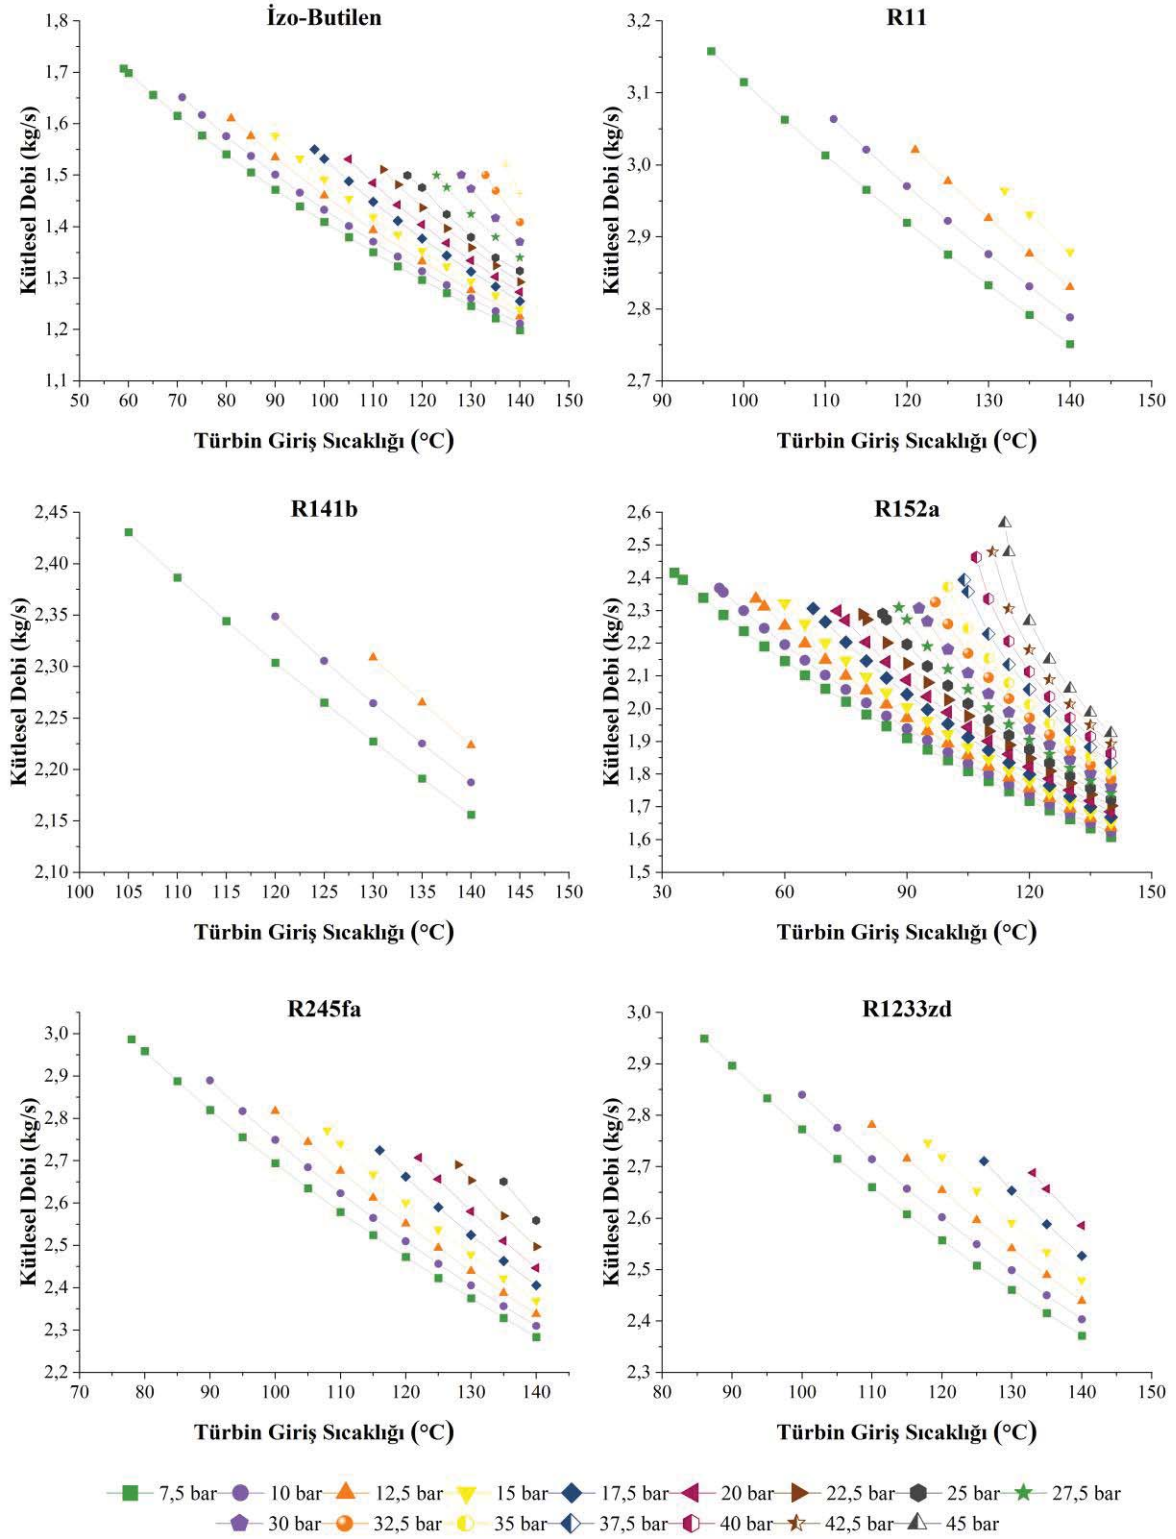 İzo-Butilen
Kütlesel Debi (kg/s)
1,8
1,7
1,6
1,5
1,4
1,3
1,2
1,1
50 60 70 80 90 100 110 120 130 140 150
Türbin Giriş Sıcaklığı (°C)
R11
Kütlesel Debi (kg/s)
3,2
3,1
3,0
2,9
2,8
2,7
90 100 110 120 130 140 150
Türbin Giriş Sıcaklığı (°C)
R141b
Kütlesel Debi (kg/s)
2,45
2,40
2,35
2,30
2,25
2,20
2,15
2,10
100 105 110 115 120 125 130 135 140 145 150
Türbin Giriş Sıcaklığı (°C)
R152a
Kütlesel Debi (kg/s)
2,6
2,5
2,4
2,3
2,2
2,1
2,0
1,9
1,8
1,7
1,6
1,5
30 60 90 120 150
Türbin Giriş Sıcaklığı (°C)
R245fa
Kütlesel Debi (kg/s)
3,0
2,9
2,8
2,7
2,6
2,5
2,4
2,3
2,2
70 80 90 100 110 120 130 140
Türbin Giriş Sıcaklığı (°C)
R1233zd
Kütlesel Debi (kg/s)
3,0
2,9
2,8
2,7
2,6
2,5
2,4
2,3
80 90 100 110 120 130 140 150
Türbin Giriş Sıcaklığı (°C)
7,5 bar 10 bar 12,5 bar 15 bar 17,5 bar 20 bar 22,5 bar 25 bar 27,5 bar
30 bar 32,5 bar 35 bar 37,5 bar 40 bar 42,5 bar 45 bar